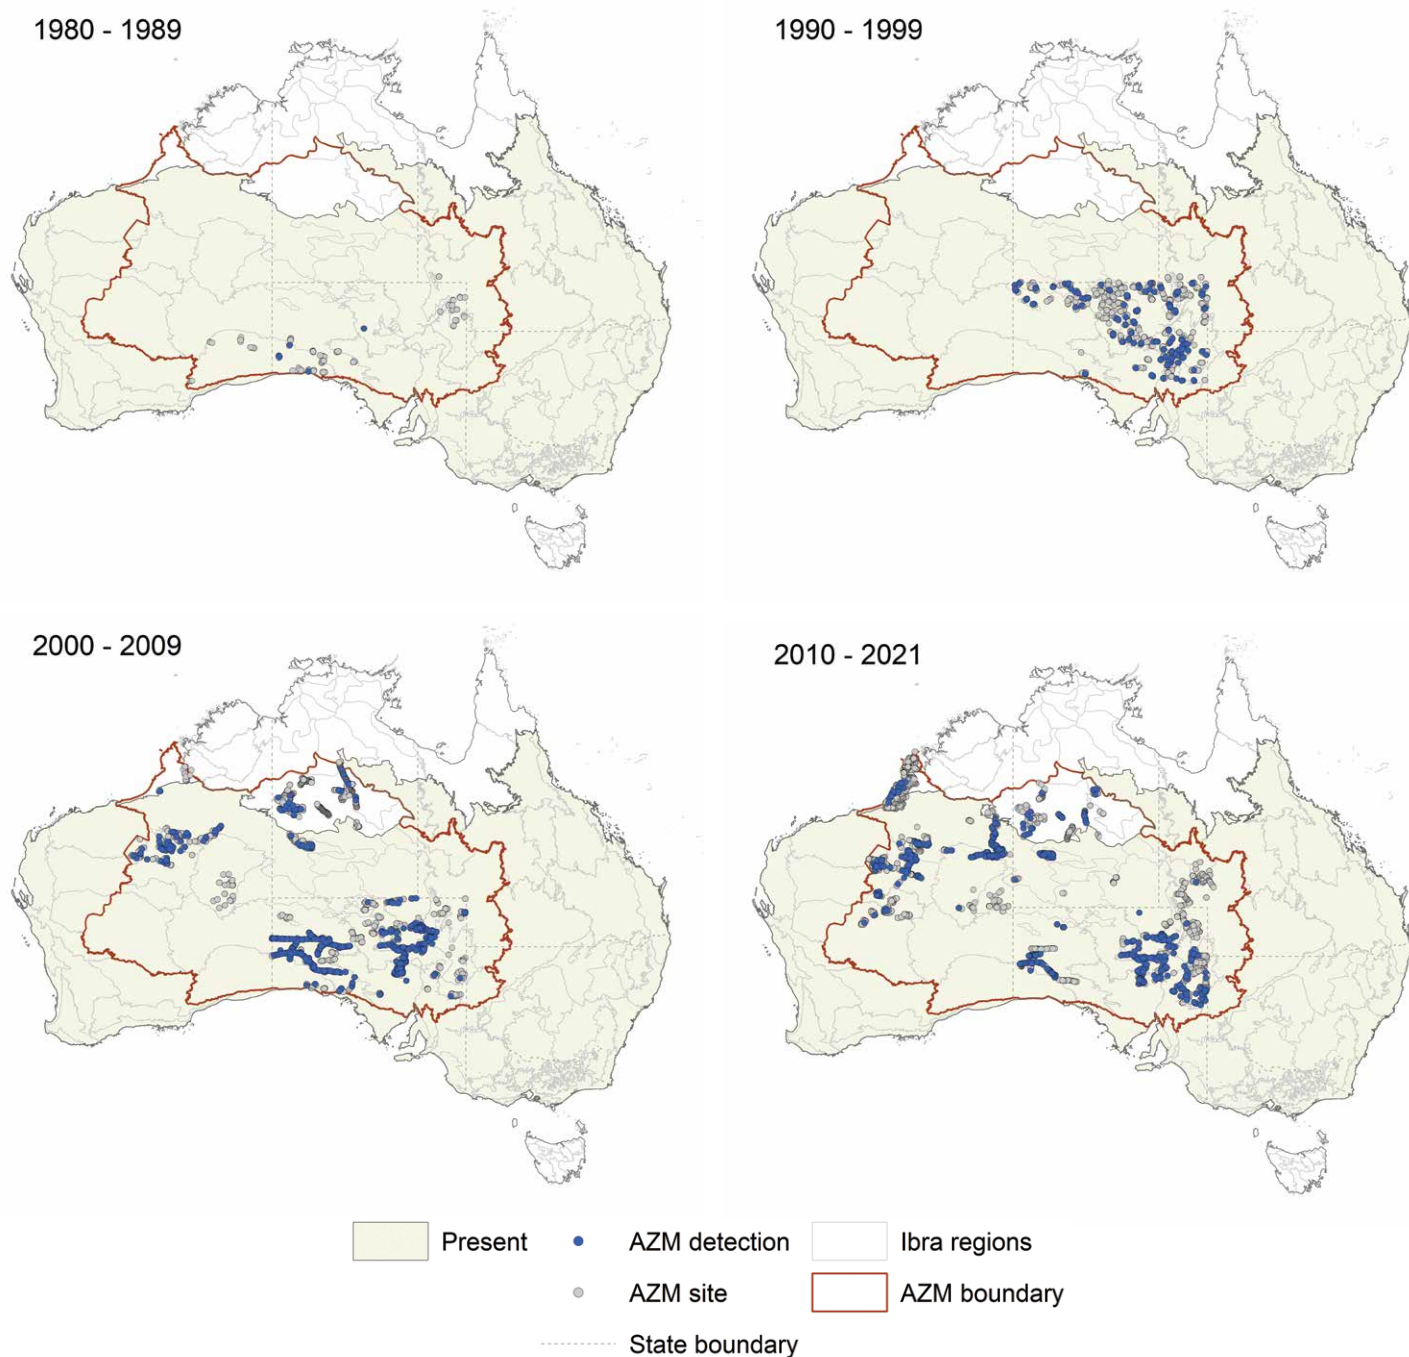 1980 - 1989
1990 - 1999
2000 - 2009
2010 - 2021
Present
AZM detection
Ibra regions
AZM site
AZM boundary
State boundary